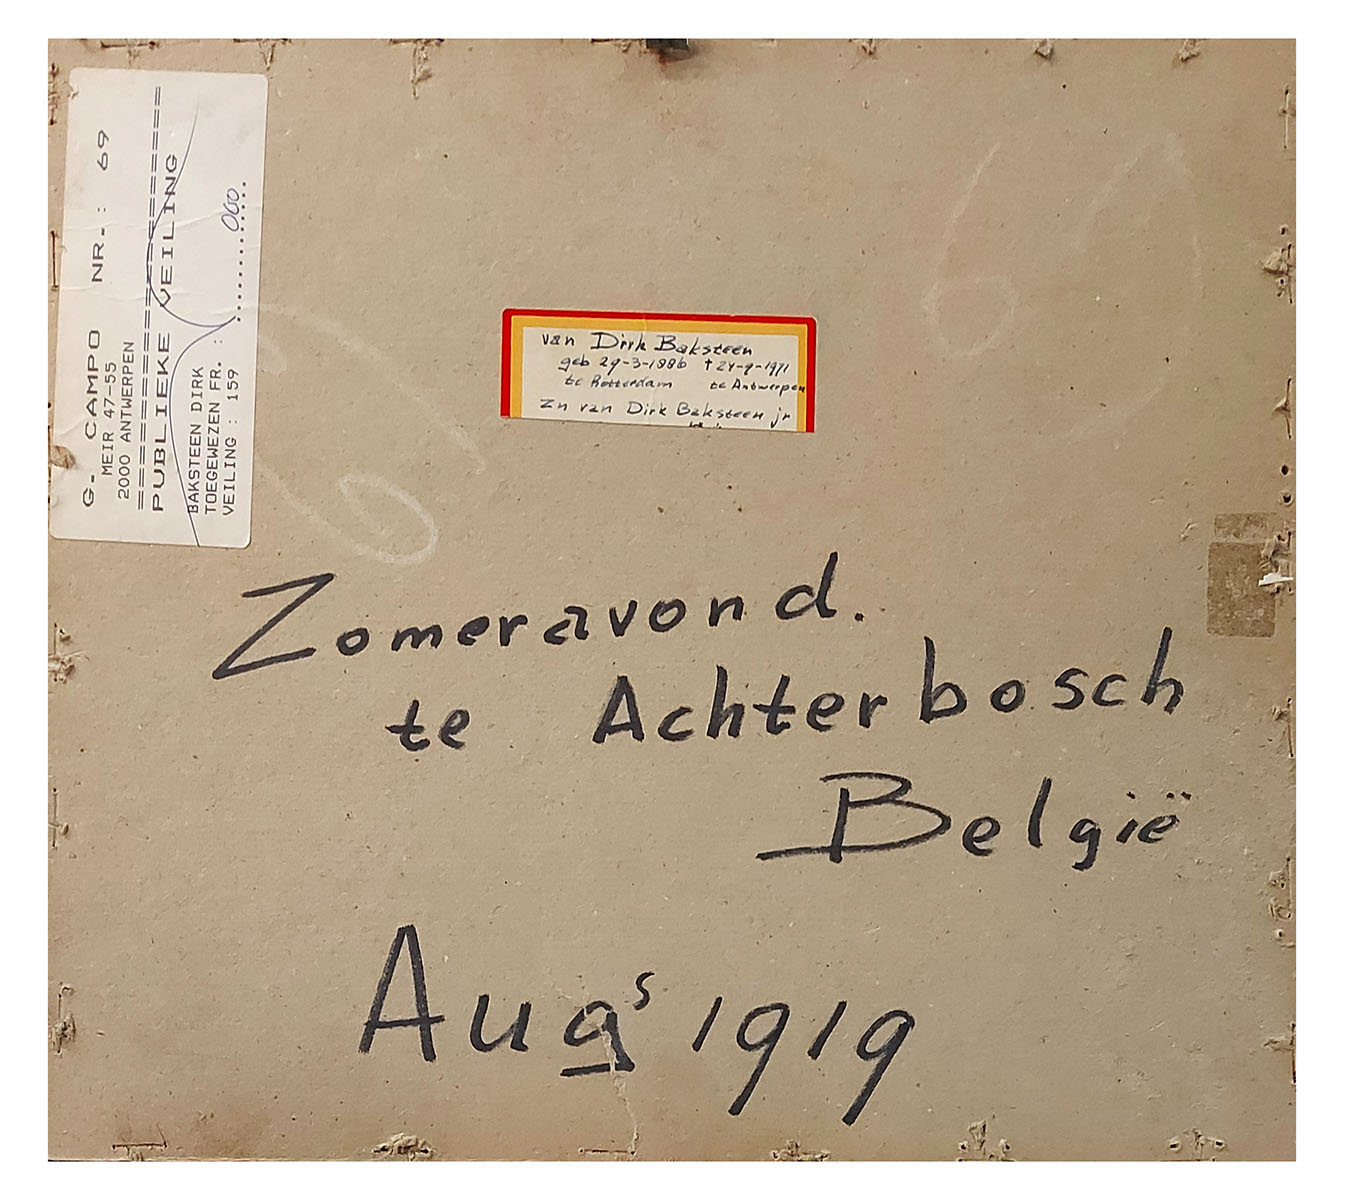 G. CAMPO NR.: 69
MEIR 47-55
2000 ANTWERPEN
====================
PUBLIEKE VEILING
====================
BAKSTEEN DIRK
TOEGEWEZEN FR. :
VEILING : 159 ............
000
van Dirk Baksteen
geb 29-3-1886 † 24-9-1971
te Rotterdam te Antwerpen
Zn van Dirk Baksteen jr
69
69
Zomeravond.
te Achterbosch
België
Augs 1919